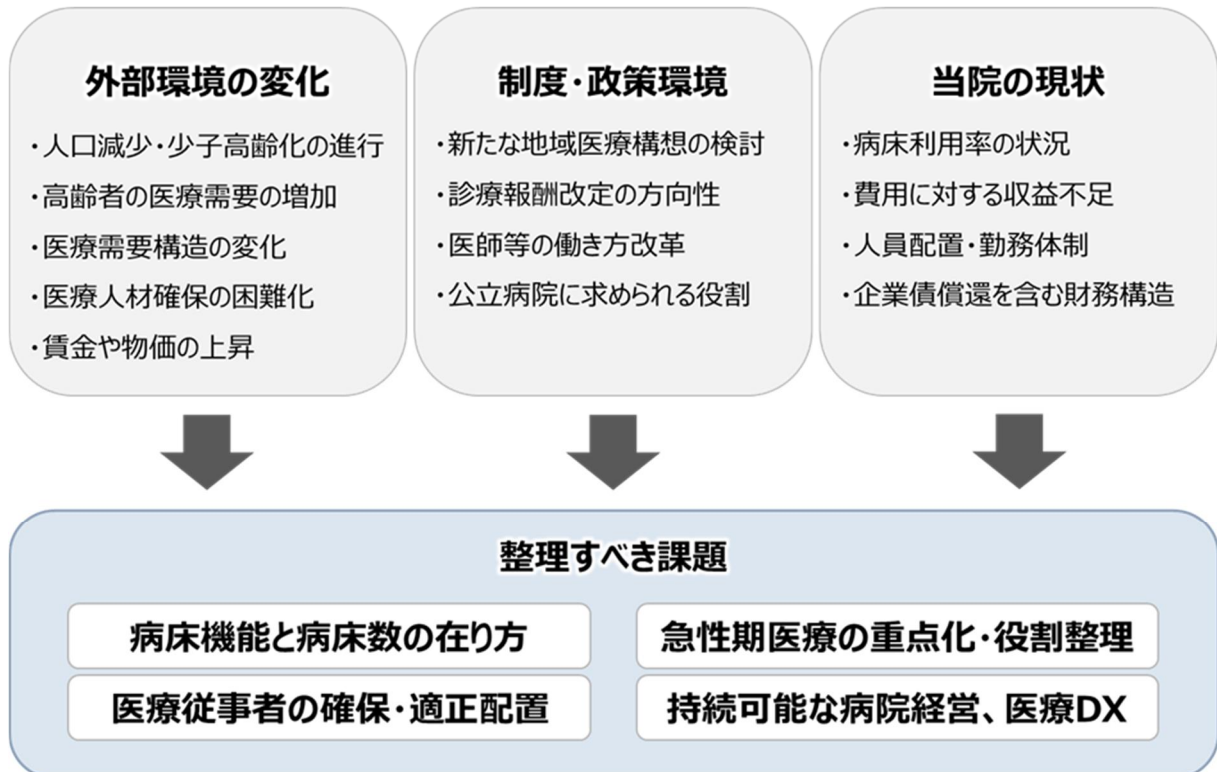 外部環境の変化
・人口減少・少子高齢化の進行
・高齢者の医療需要の増加
・医療需要構造の変化
・医療人材確保の困難化
・賃金や物価の上昇
制度・政策環境
・新たな地域医療構想の検討
・診療報酬改定の方向性
・医師等の働き方改革
・公立病院に求められる役割
当院の現状
・病床利用率の状況
・費用に対する収益不足
・人員配置・勤務体制
・企業債償還を含む財務構造
整理すべき課題
病床機能と病床数の在り方
急性期医療の重点化・役割整理
医療従事者の確保・適正配置
持続可能な病院経営、医療DX